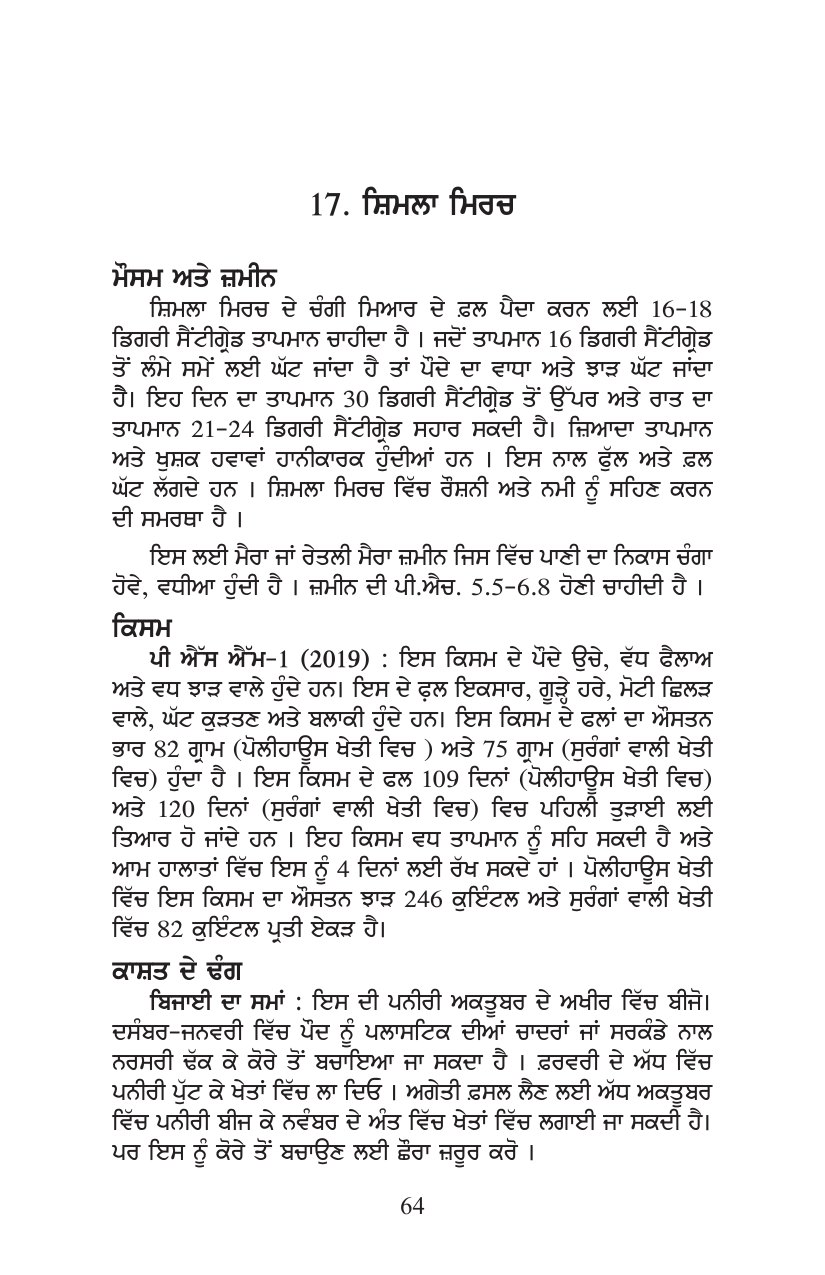 17. ਸ਼ਿਮਲਾ ਮਿਰਚ
ਮੌਸਮ ਅਤੇ ਜ਼ਮੀਨ
ਸ਼ਿਮਲਾ ਮਿਰਚ ਦੇ ਚੰਗੀ ਮਿਆਰ ਦੇ ਫ਼ਲ ਪੈਦਾ ਕਰਨ ਲਈ 16-18
ਡਿਗਰੀ ਸੈਂਟੀਗ੍ਰੇਡ ਤਾਪਮਾਨ ਚਾਹੀਦਾ ਹੈ । ਜਦੋਂ ਤਾਪਮਾਨ 16 ਡਿਗਰੀ ਸੈਂਟੀਗ੍ਰੇਡ
ਤੋਂ ਲੰਮੇ ਸਮੇਂ ਲਈ ਘੱਟ ਜਾਂਦਾ ਹੈ ਤਾਂ ਪੌਦੇ ਦਾ ਵਾਧਾ ਅਤੇ ਝਾੜ ਘੱਟ ਜਾਂਦਾ
ਹੈ। ਇਹ ਦਿਨ ਦਾ ਤਾਪਮਾਨ 30 ਡਿਗਰੀ ਸੈਂਟੀਗ੍ਰੇਡ ਤੋਂ ਉੱਪਰ ਅਤੇ ਰਾਤ ਦਾ
ਤਾਪਮਾਨ 21-24 ਡਿਗਰੀ ਸੈਂਟੀਗ੍ਰੇਡ ਸਹਾਰ ਸਕਦੀ ਹੈ। ਜ਼ਿਆਦਾ ਤਾਪਮਾਨ
ਅਤੇ ਖੁਸ਼ਕ ਹਵਾਵਾਂ ਹਾਨੀਕਾਰਕ ਹੁੰਦੀਆਂ ਹਨ । ਇਸ ਨਾਲ ਫੁੱਲ ਅਤੇ ਫ਼ਲ
ਘੱਟ ਲੱਗਦੇ ਹਨ । ਸ਼ਿਮਲਾ ਮਿਰਚ ਵਿੱਚ ਰੌਸ਼ਨੀ ਅਤੇ ਨਮੀ ਨੂੰ ਸਹਿਣ ਕਰਨ
ਦੀ ਸਮਰਥਾ ਹੈ ।
ਇਸ ਲਈ ਮੈਰਾ ਜਾਂ ਰੇਤਲੀ ਮੈਰਾ ਜ਼ਮੀਨ ਜਿਸ ਵਿੱਚ ਪਾਣੀ ਦਾ ਨਿਕਾਸ ਚੰਗਾ
ਹੋਵੇ, ਵਧੀਆ ਹੁੰਦੀ ਹੈ । ਜ਼ਮੀਨ ਦੀ ਪੀ.ਐਚ. 5.5-6.8 ਹੋਣੀ ਚਾਹੀਦੀ ਹੈ ।
ਕਿਸਮ
ਪੀ ਐੱਸ ਐੱਮ-1 (2019) : ਇਸ ਕਿਸਮ ਦੇ ਪੌਦੇ ਉਚੇ, ਵੱਧ ਫੈਲਾਅ
ਅਤੇ ਵਧ ਝਾੜ ਵਾਲੇ ਹੁੰਦੇ ਹਨ। ਇਸ ਦੇ ਫ਼ਲ ਇਕਸਾਰ, ਗੂੜ੍ਹੇ ਹਰੇ, ਮੋਟੀ ਛਿਲੜ
ਵਾਲੇ, ਘੱਟ ਕੁੜਤਣ ਅਤੇ ਬਲਾਕੀ ਹੁੰਦੇ ਹਨ। ਇਸ ਕਿਸਮ ਦੇ ਫਲਾਂ ਦਾ ਔਸਤਨ
ਭਾਰ 82 ਗ੍ਰਾਮ (ਪੋਲੀਹਾਊਸ ਖੇਤੀ ਵਿਚ ) ਅਤੇ 75 ਗ੍ਰਾਮ (ਸੁਰੰਗਾਂ ਵਾਲੀ ਖੇਤੀ
ਵਿਚ) ਹੁੰਦਾ ਹੈ । ਇਸ ਕਿਸਮ ਦੇ ਫਲ 109 ਦਿਨਾਂ (ਪੋਲੀਹਾਊਸ ਖੇਤੀ ਵਿਚ)
ਅਤੇ 120 ਦਿਨਾਂ (ਸੁਰੰਗਾਂ ਵਾਲੀ ਖੇਤੀ ਵਿਚ) ਵਿਚ ਪਹਿਲੀ ਤੁੜਾਈ ਲਈ
ਤਿਆਰ ਹੋ ਜਾਂਦੇ ਹਨ । ਇਹ ਕਿਸਮ ਵਧ ਤਾਪਮਾਨ ਨੂੰ ਸਹਿ ਸਕਦੀ ਹੈ ਅਤੇ
ਆਮ ਹਾਲਾਤਾਂ ਵਿੱਚ ਇਸ ਨੂੰ 4 ਦਿਨਾਂ ਲਈ ਰੱਖ ਸਕਦੇ ਹਾਂ । ਪੋਲੀਹਾਊਸ ਖੇਤੀ
ਵਿੱਚ ਇਸ ਕਿਸਮ ਦਾ ਔਸਤਨ ਝਾੜ 246 ਕੁਇੰਟਲ ਅਤੇ ਸੁਰੰਗਾਂ ਵਾਲੀ ਖੇਤੀ
ਵਿੱਚ 82 ਕੁਇੰਟਲ ਪ੍ਰਤੀ ਏਕੜ ਹੈ।
ਕਾਸ਼ਤ ਦੇ ਢੰਗ
ਬਿਜਾਈ ਦਾ ਸਮਾਂ : ਇਸ ਦੀ ਪਨੀਰੀ ਅਕਤੂਬਰ ਦੇ ਅਖੀਰ ਵਿੱਚ ਬੀਜੋ।
ਦਸੰਬਰ-ਜਨਵਰੀ ਵਿੱਚ ਪੌਦ ਨੂੰ ਪਲਾਸਟਿਕ ਦੀਆਂ ਚਾਦਰਾਂ ਜਾਂ ਸਰਕੰਡੇ ਨਾਲ
ਨਰਸਰੀ ਢੱਕ ਕੇ ਕੋਰੇ ਤੋਂ ਬਚਾਇਆ ਜਾ ਸਕਦਾ ਹੈ । ਫ਼ਰਵਰੀ ਦੇ ਅੱਧ ਵਿੱਚ
ਪਨੀਰੀ ਪੁੱਟ ਕੇ ਖੇਤਾਂ ਵਿੱਚ ਲਾ ਦਿਓ । ਅਗੇਤੀ ਫ਼ਸਲ ਲੈਣ ਲਈ ਅੱਧ ਅਕਤੂਬਰ
ਵਿੱਚ ਪਨੀਰੀ ਬੀਜ ਕੇ ਨਵੰਬਰ ਦੇ ਅੰਤ ਵਿੱਚ ਖੇਤਾਂ ਵਿੱਚ ਲਗਾਈ ਜਾ ਸਕਦੀ ਹੈ।
ਪਰ ਇਸ ਨੂੰ ਕੋਰੇ ਤੋਂ ਬਚਾਉਣ ਲਈ ਛੌਰਾ ਜ਼ਰੂਰ ਕਰੋ ।
64